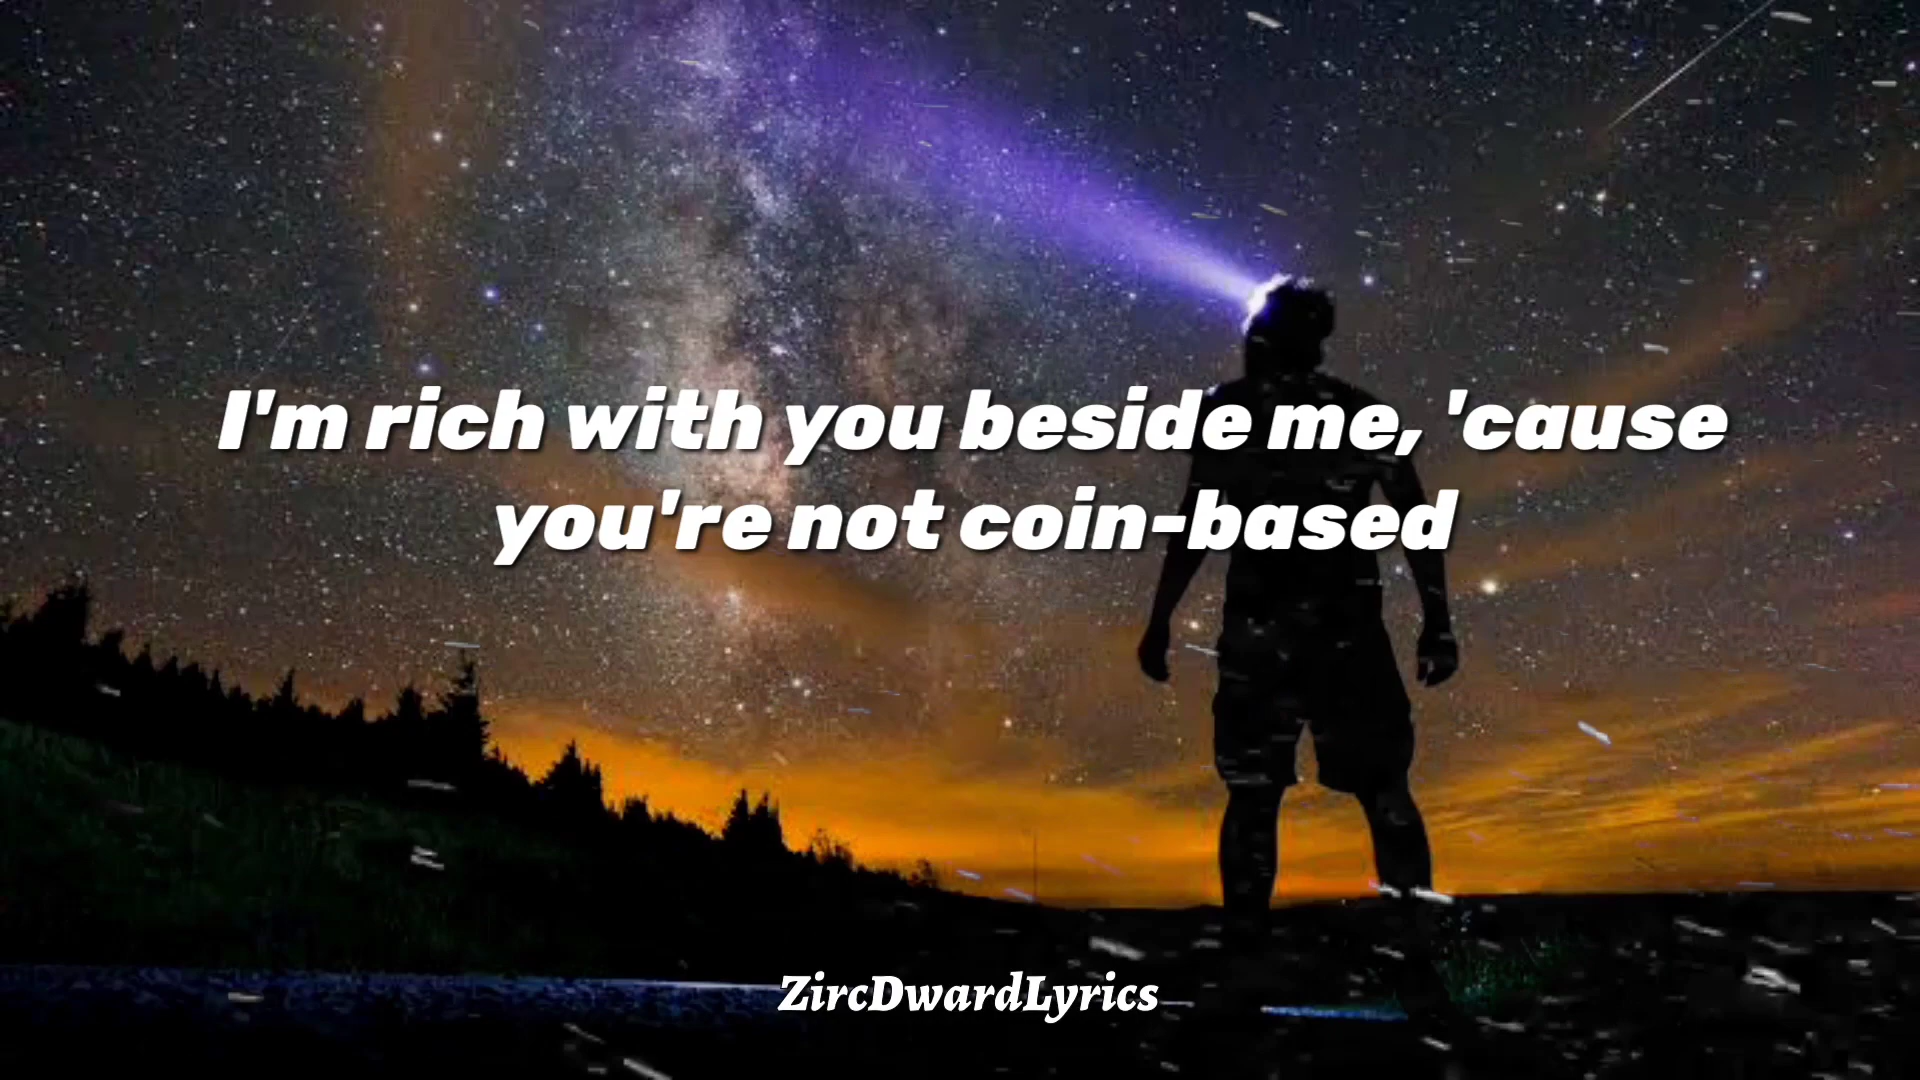 I'm rich with you beside me, 'cause
you're not coin-based
ZircDwardLyrics